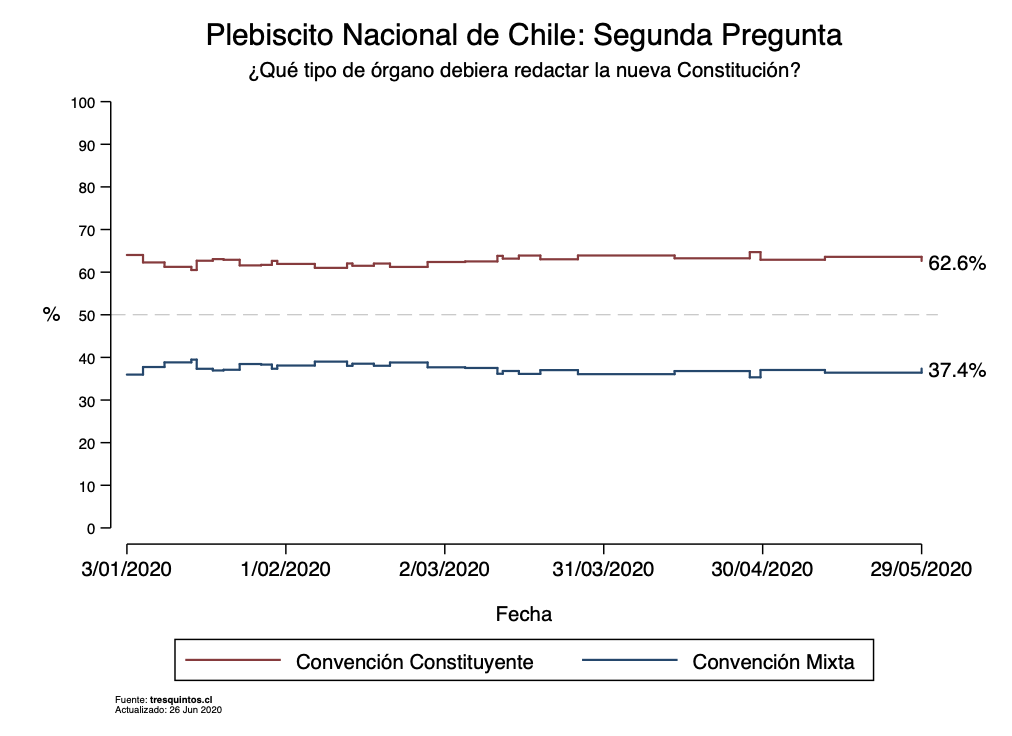 Plebiscito Nacional de Chile: Segunda Pregunta
¿Qué tipo de órgano debiera redactar la nueva Constitución?
100
90
80
70
60
50
40
30
20
10
0
%
62.6%
37.4%
3/01/2020 1/02/2020 2/03/2020 31/03/2020 30/04/2020 29/05/2020
Fecha
Convención Constituyente Convención Mixta
Fuente: tresquintos.cl
Actualizado: 26 Jun 2020